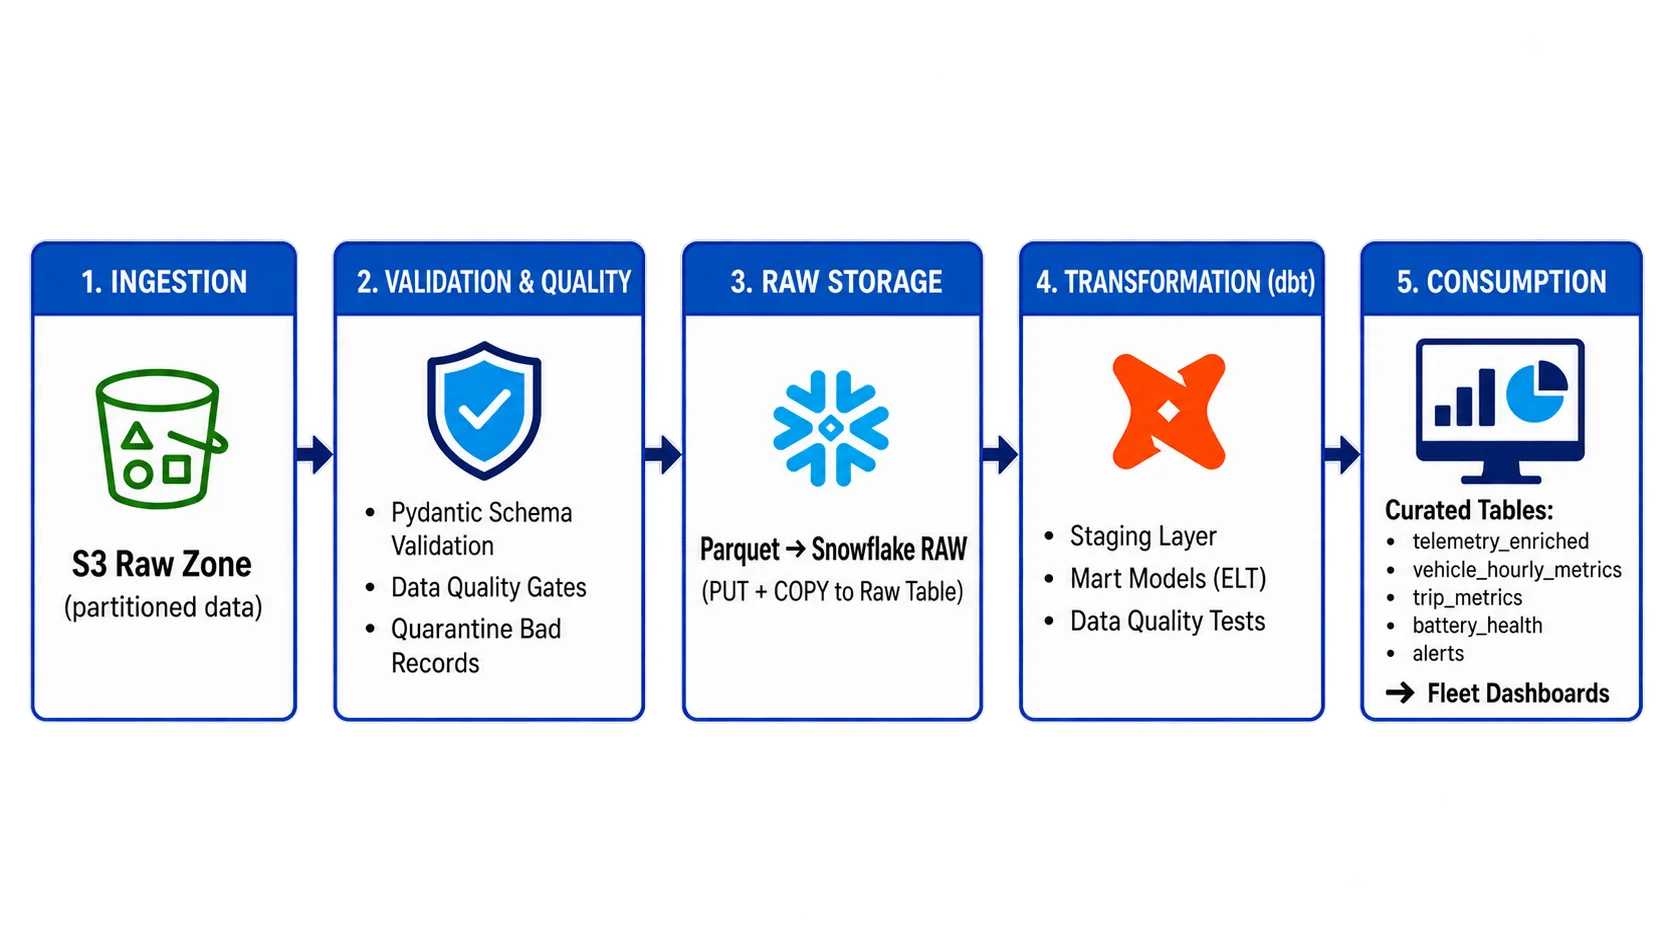 1. INGESTION
S3 Raw Zone
(partitioned data)
2. VALIDATION & QUALITY
• Pydantic Schema
Validation
• Data Quality Gates
• Quarantine Bad
Records
3. RAW STORAGE
Parquet → Snowflake RAW
(PUT + COPY to Raw Table)
4. TRANSFORMATION (dbt)
• Staging Layer
• Mart Models (ELT)
• Data Quality Tests
5. CONSUMPTION
Curated Tables:
• telemetry_enriched
• vehicle_hourly_metrics
• trip_metrics
• battery_health
• alerts
→ Fleet Dashboards